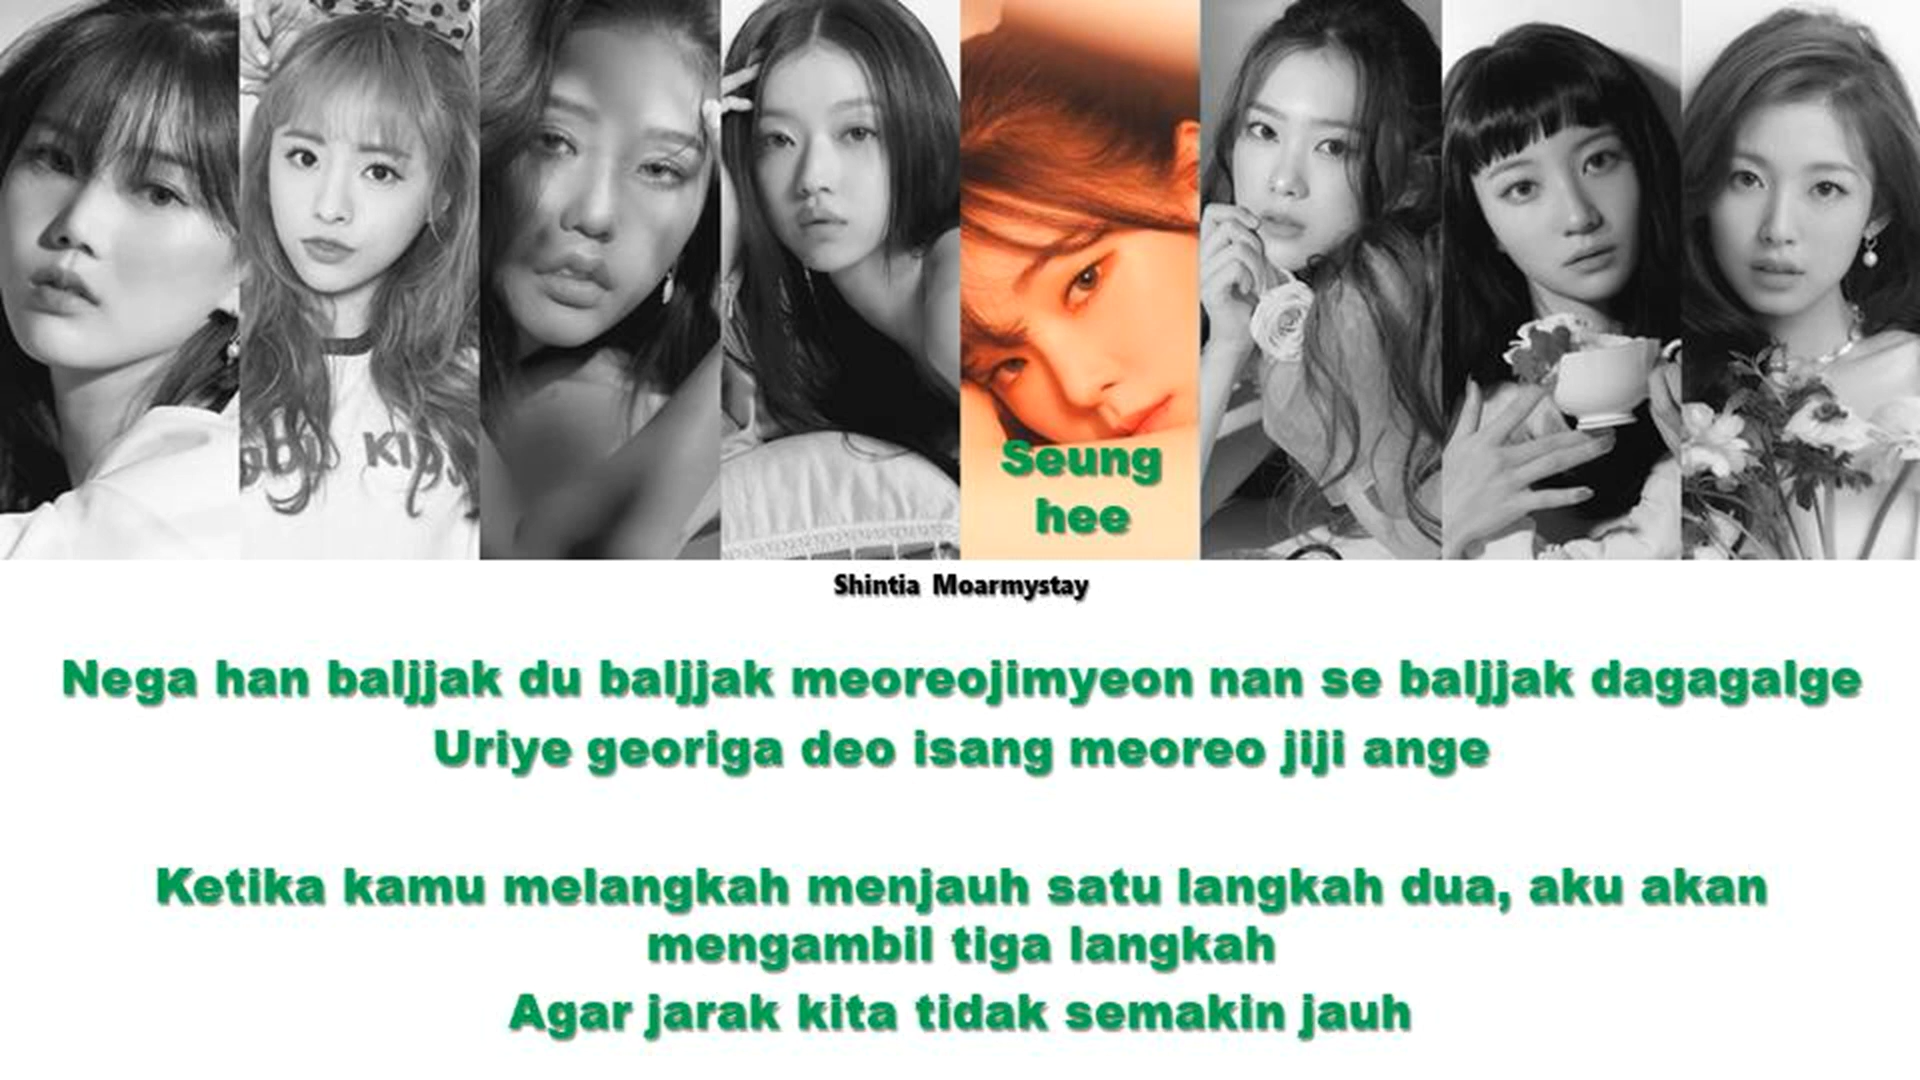 Seung
hee
Shintia Moarmystay
Nega han baljjak du baljjak meoreojimyeon nan se baljjak dagagalge
Uriye georiga deo isang meoreo jiji ange
Ketika kamu melangkah menjauh satu langkah dua, aku akan
mengambil tiga langkah
Agar jarak kita tidak semakin jauh